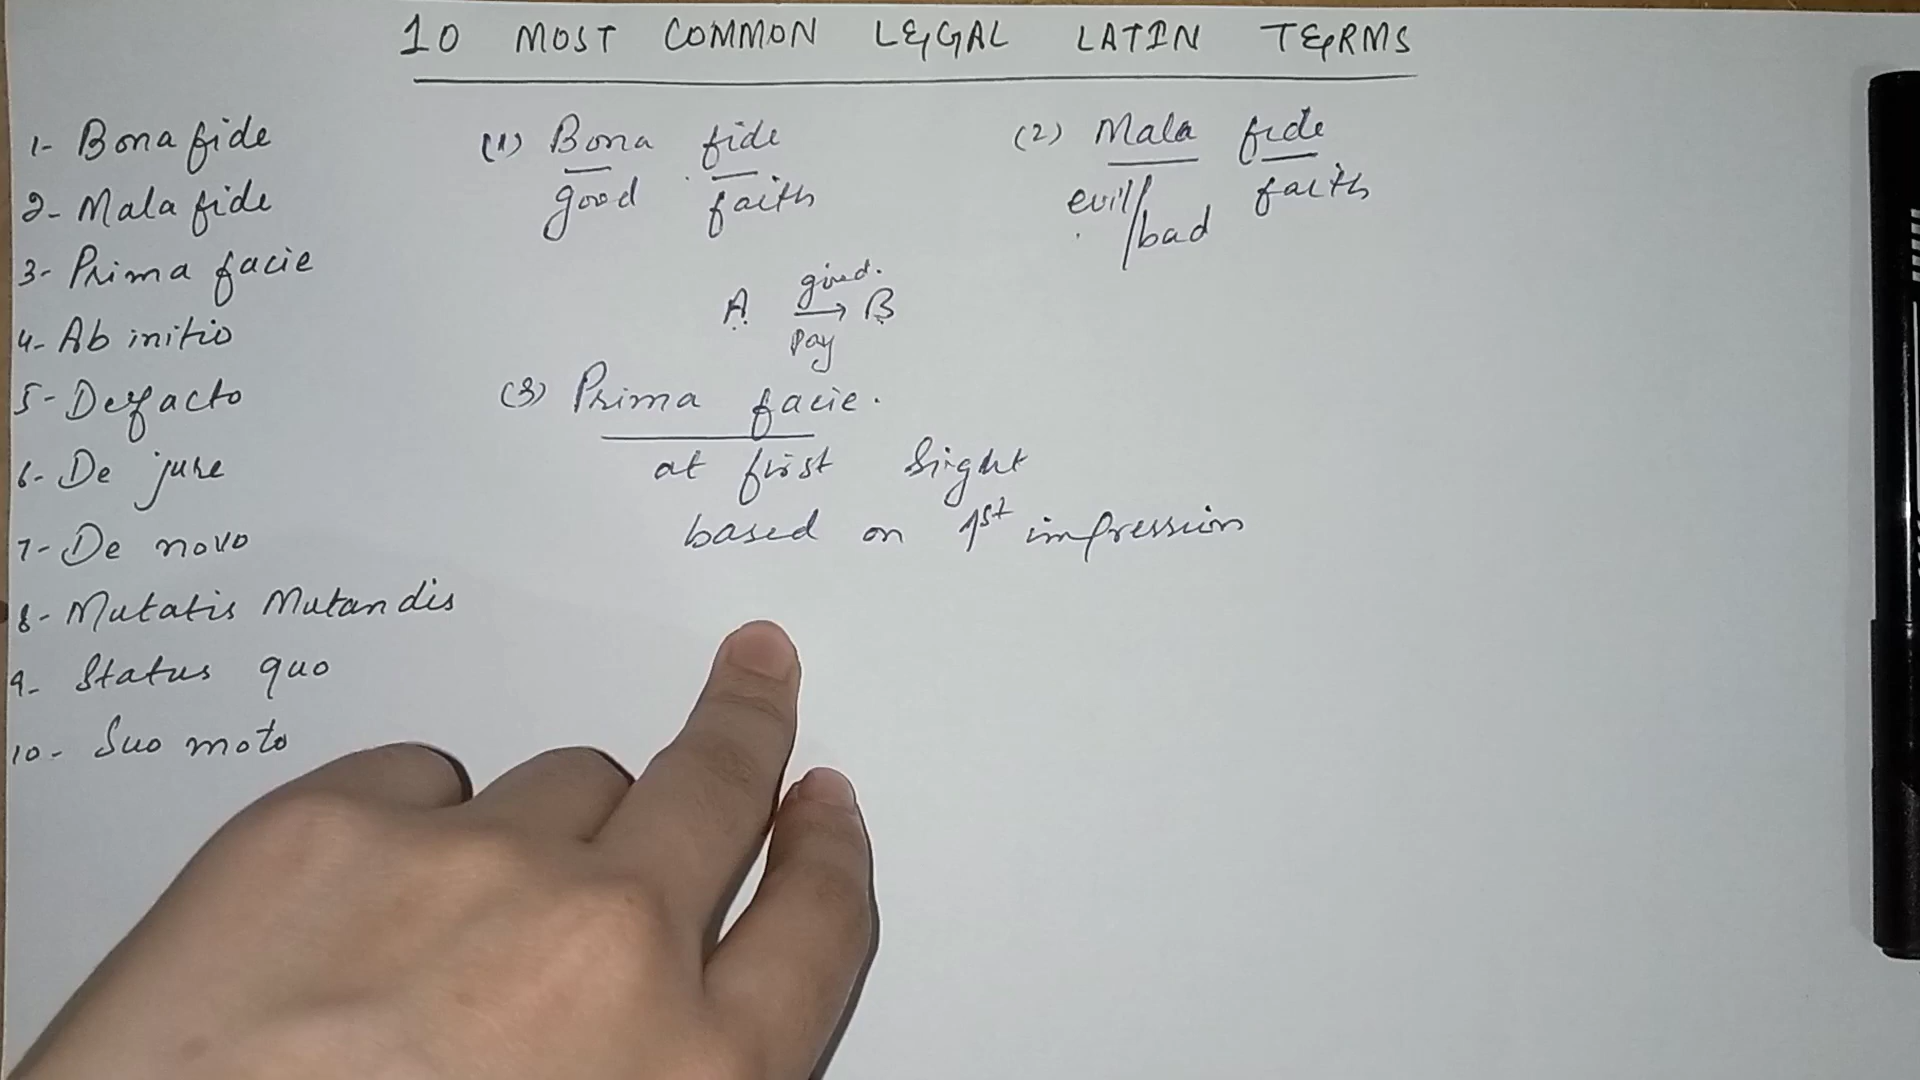 10 MOST COMMON LEGAL LATIN TERMS
1- Bonafide
2- Mala fide
3- Prima facie
4- Ab initio
5- Defacto
6- De jure
7- De novo
8- Mutatis Mutandis
9- Status quo
10- Suo moto
(1) Bona fide
good faith
(2) Mala fide
evil/ faith
/bad
good.
A → B
pay
(3) Prima facie.
at first sight
based on 1st impression